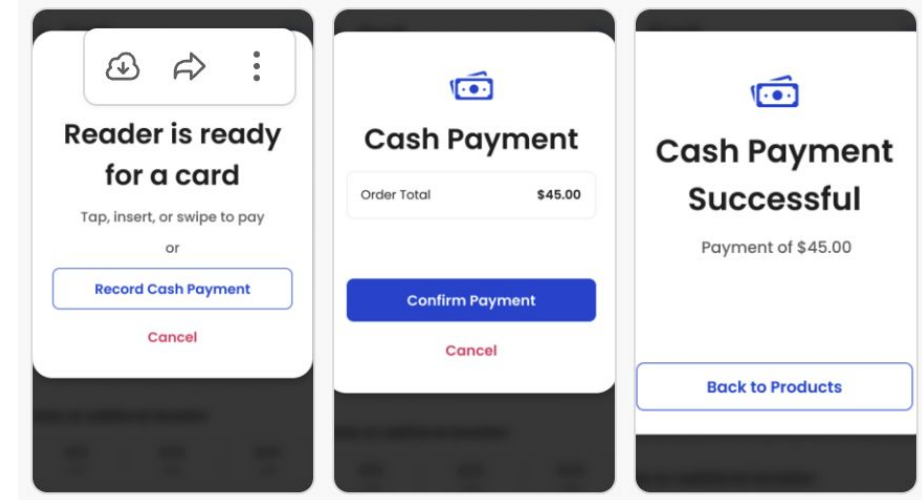 Reader is ready
for a card
Tap, insert, or swipe to pay
or
Record Cash Payment
Cancel
Cash Payment
Order Total $45.00
Confirm Payment
Cancel
Cash Payment
Successful
Payment of $45.00
Back to Products